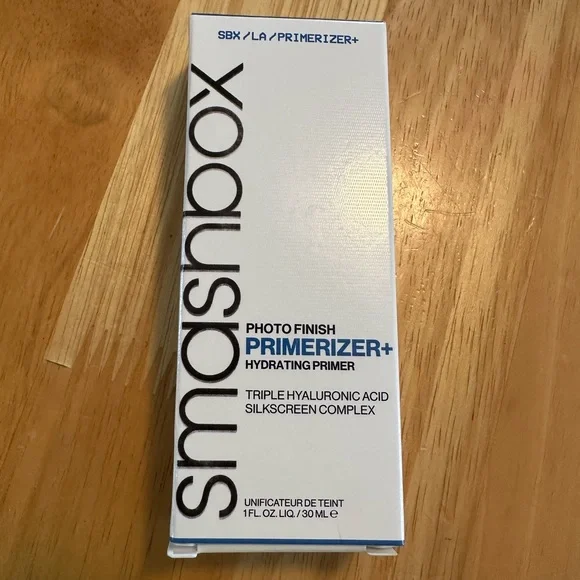 SBX/LA/PRIMERIZER+
smashbox
PHOTO FINISH
PRIMERIZER+
HYDRATING PRIMER
TRIPLE HYALURONIC ACID
SILKSCREEN COMPLEX
UNIFICATEUR DE TEINT
1 FL. OZ. LIQ. / 30 ML ℮